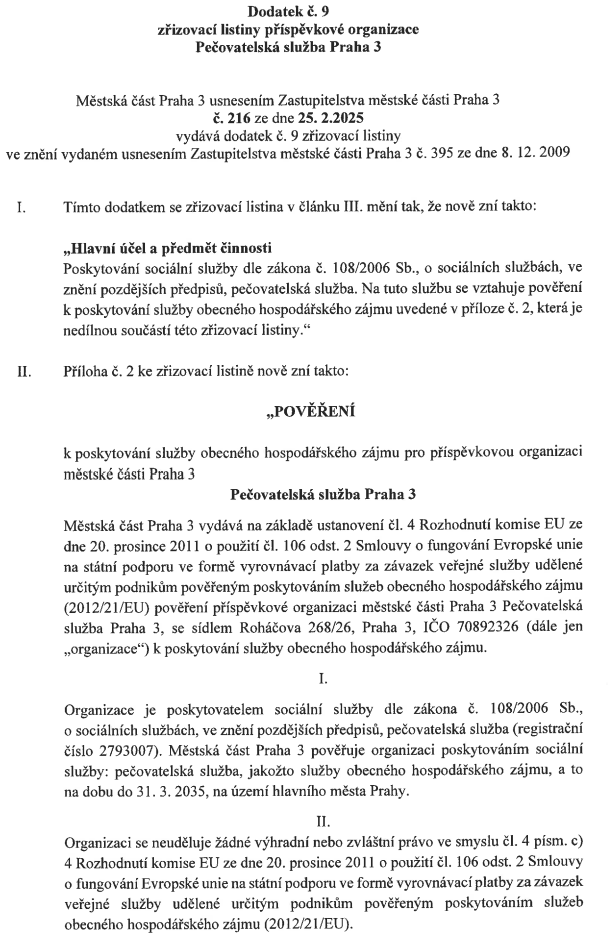 Dodatek č. 9
zřizovací listiny příspěvkové organizace
Pečovatelská služba Praha 3
Městská část Praha 3 usnesením Zastupitelstva městské části Praha 3
č. 216 ze dne 25. 2.2025
vydává dodatek č. 9 zřizovací listiny
ve znění vydaném usnesením Zastupitelstva městské části Praha 3 č. 395 ze dne 8. 12. 2009
I. Tímto dodatkem se zřizovací listina v článku III. mění tak, že nově zní takto:
„Hlavní účel a předmět činnosti
Poskytování sociální služby dle zákona č. 108/2006 Sb., o sociálních službách, ve
znění pozdějších předpisů, pečovatelská služba. Na tuto službu se vztahuje pověření
k poskytování služby obecného hospodářského zájmu uvedené v příloze č. 2, která je
nedílnou součástí této zřizovací listiny.“
II. Příloha č. 2 ke zřizovací listině nově zní takto:
„POVĚŘENÍ
k poskytování služby obecného hospodářského zájmu pro příspěvkovou organizaci
městské části Praha 3
Pečovatelská služba Praha 3
Městská část Praha 3 vydává na základě ustanovení čl. 4 Rozhodnutí komise EU ze
dne 20. prosince 2011 o použití čl. 106 odst. 2 Smlouvy o fungování Evropské unie
na státní podporu ve formě vyrovnávací platby za závazek veřejné služby udělené
určitým podnikům pověřeným poskytováním služeb obecného hospodářského zájmu
(2012/21/EU) pověření příspěvkové organizaci městské části Praha 3 Pečovatelská
služba Praha 3, se sídlem Roháčova 268/26, Praha 3, IČO 70892326 (dále jen
„organizace“) k poskytování služby obecného hospodářského zájmu.
I.
Organizace je poskytovatelem sociální služby dle zákona č. 108/2006 Sb.,
o sociálních službách, ve znění pozdějších předpisů, pečovatelská služba (registrační
číslo 2793007). Městská část Praha 3 pověřuje organizaci poskytováním sociální
služby: pečovatelská služba, jakožto služby obecného hospodářského zájmu, a to
na dobu do 31. 3. 2035, na území hlavního města Prahy.
II.
Organizaci se neuděluje žádné výhradní nebo zvláštní právo ve smyslu čl. 4 písm. c)
4 Rozhodnutí komise EU ze dne 20. prosince 2011 o použití čl. 106 odst. 2 Smlouvy
o fungování Evropské unie na státní podporu ve formě vyrovnávací platby za závazek
veřejné služby udělené určitým podnikům pověřeným poskytováním služeb
obecného hospodářského zájmu (2012/21/EU).